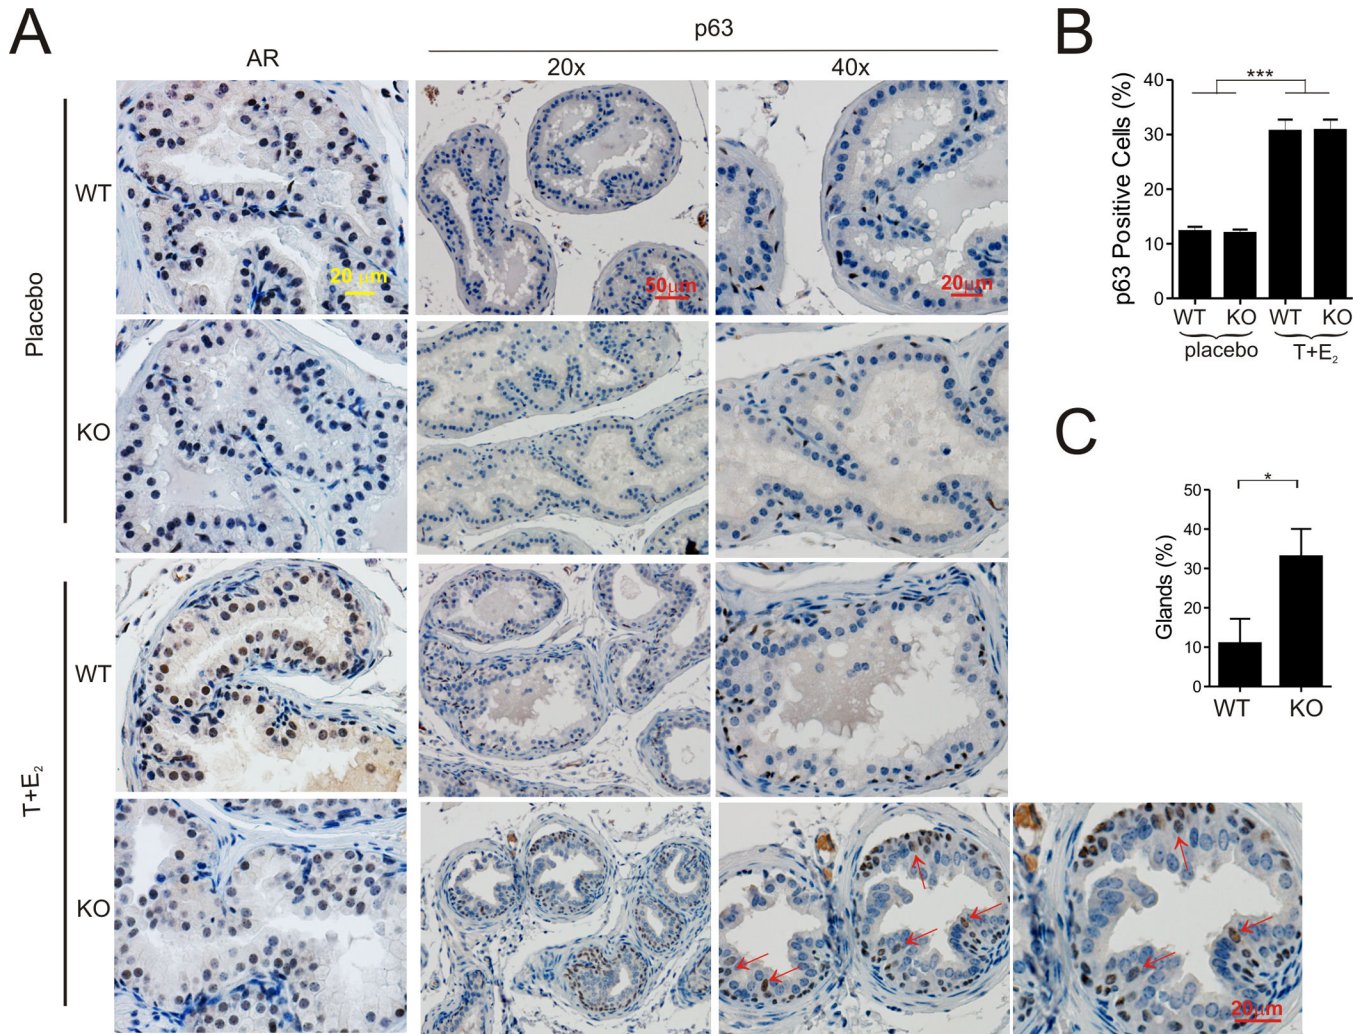 A
p63
AR
20x
40x
Placebo
WT
20 µm
50µm
20µm
KO
T+E2
WT
KO
20µm
B
p63 Positive Cells (%)
40
30
20
10
0
***
WT KO WT KO
placebo T+E2
C
Glands (%)
50
40
30
20
10
0
*
WT KO